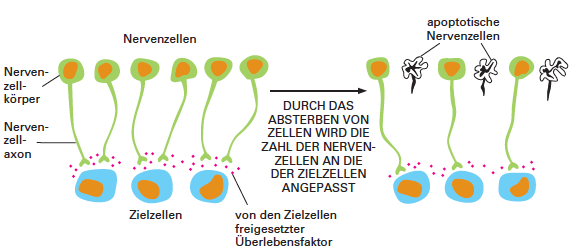 Nervenzellen
apoptotische
Nervenzellen
Nerven-
zell-
körper
Nerven-
zell-
axon
DURCH DAS
ABSTERBEN VON
ZELLEN WIRD DIE
ZAHL DER NERVEN-
ZELLEN AN DIE
DER ZIELZELLEN
ANGEPASST
Zielzellen
von den Zielzellen
freigesetzter
Überlebensfaktor